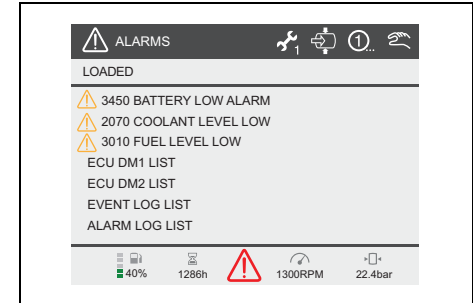 ALARMS
1
1...
LOADED
3450 BATTERY LOW ALARM
2070 COOLANT LEVEL LOW
3010 FUEL LEVEL LOW
ECU DM1 LIST
ECU DM2 LIST
EVENT LOG LIST
ALARM LOG LIST
40% 1286h 1300RPM 22.4bar